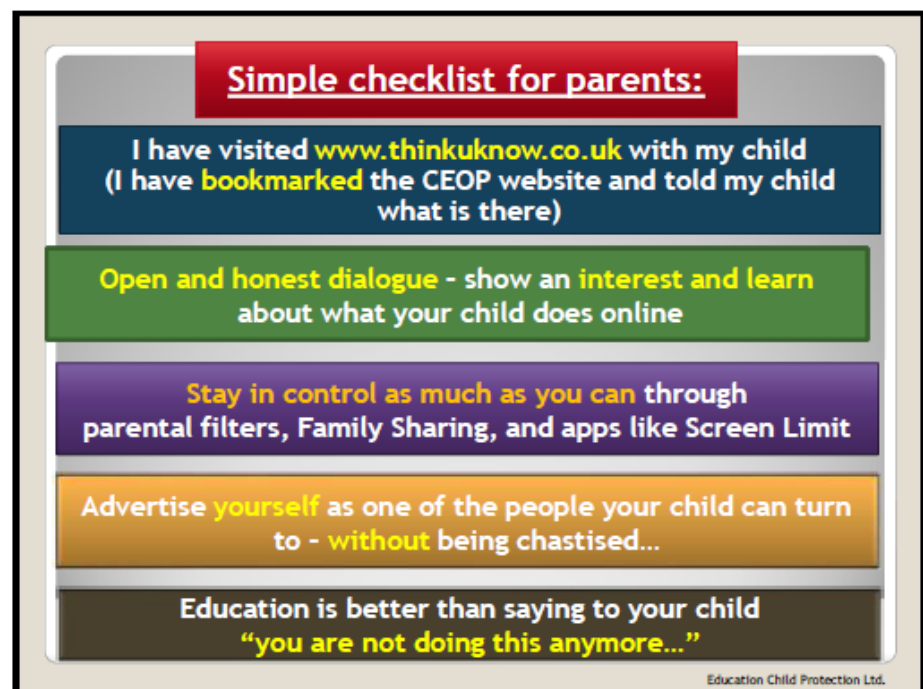 Simple checklist for parents:
I have visited www.thinkuknow.co.uk with my child
(I have bookmarked the CEOP website and told my child
what is there)
Open and honest dialogue – show an interest and learn
about what your child does online
Stay in control as much as you can through
parental filters, Family Sharing, and apps like Screen Limit
Advertise yourself as one of the people your child can turn
to – without being chastised…
Education is better than saying to your child
“you are not doing this anymore…”
Education Child Protection Ltd.